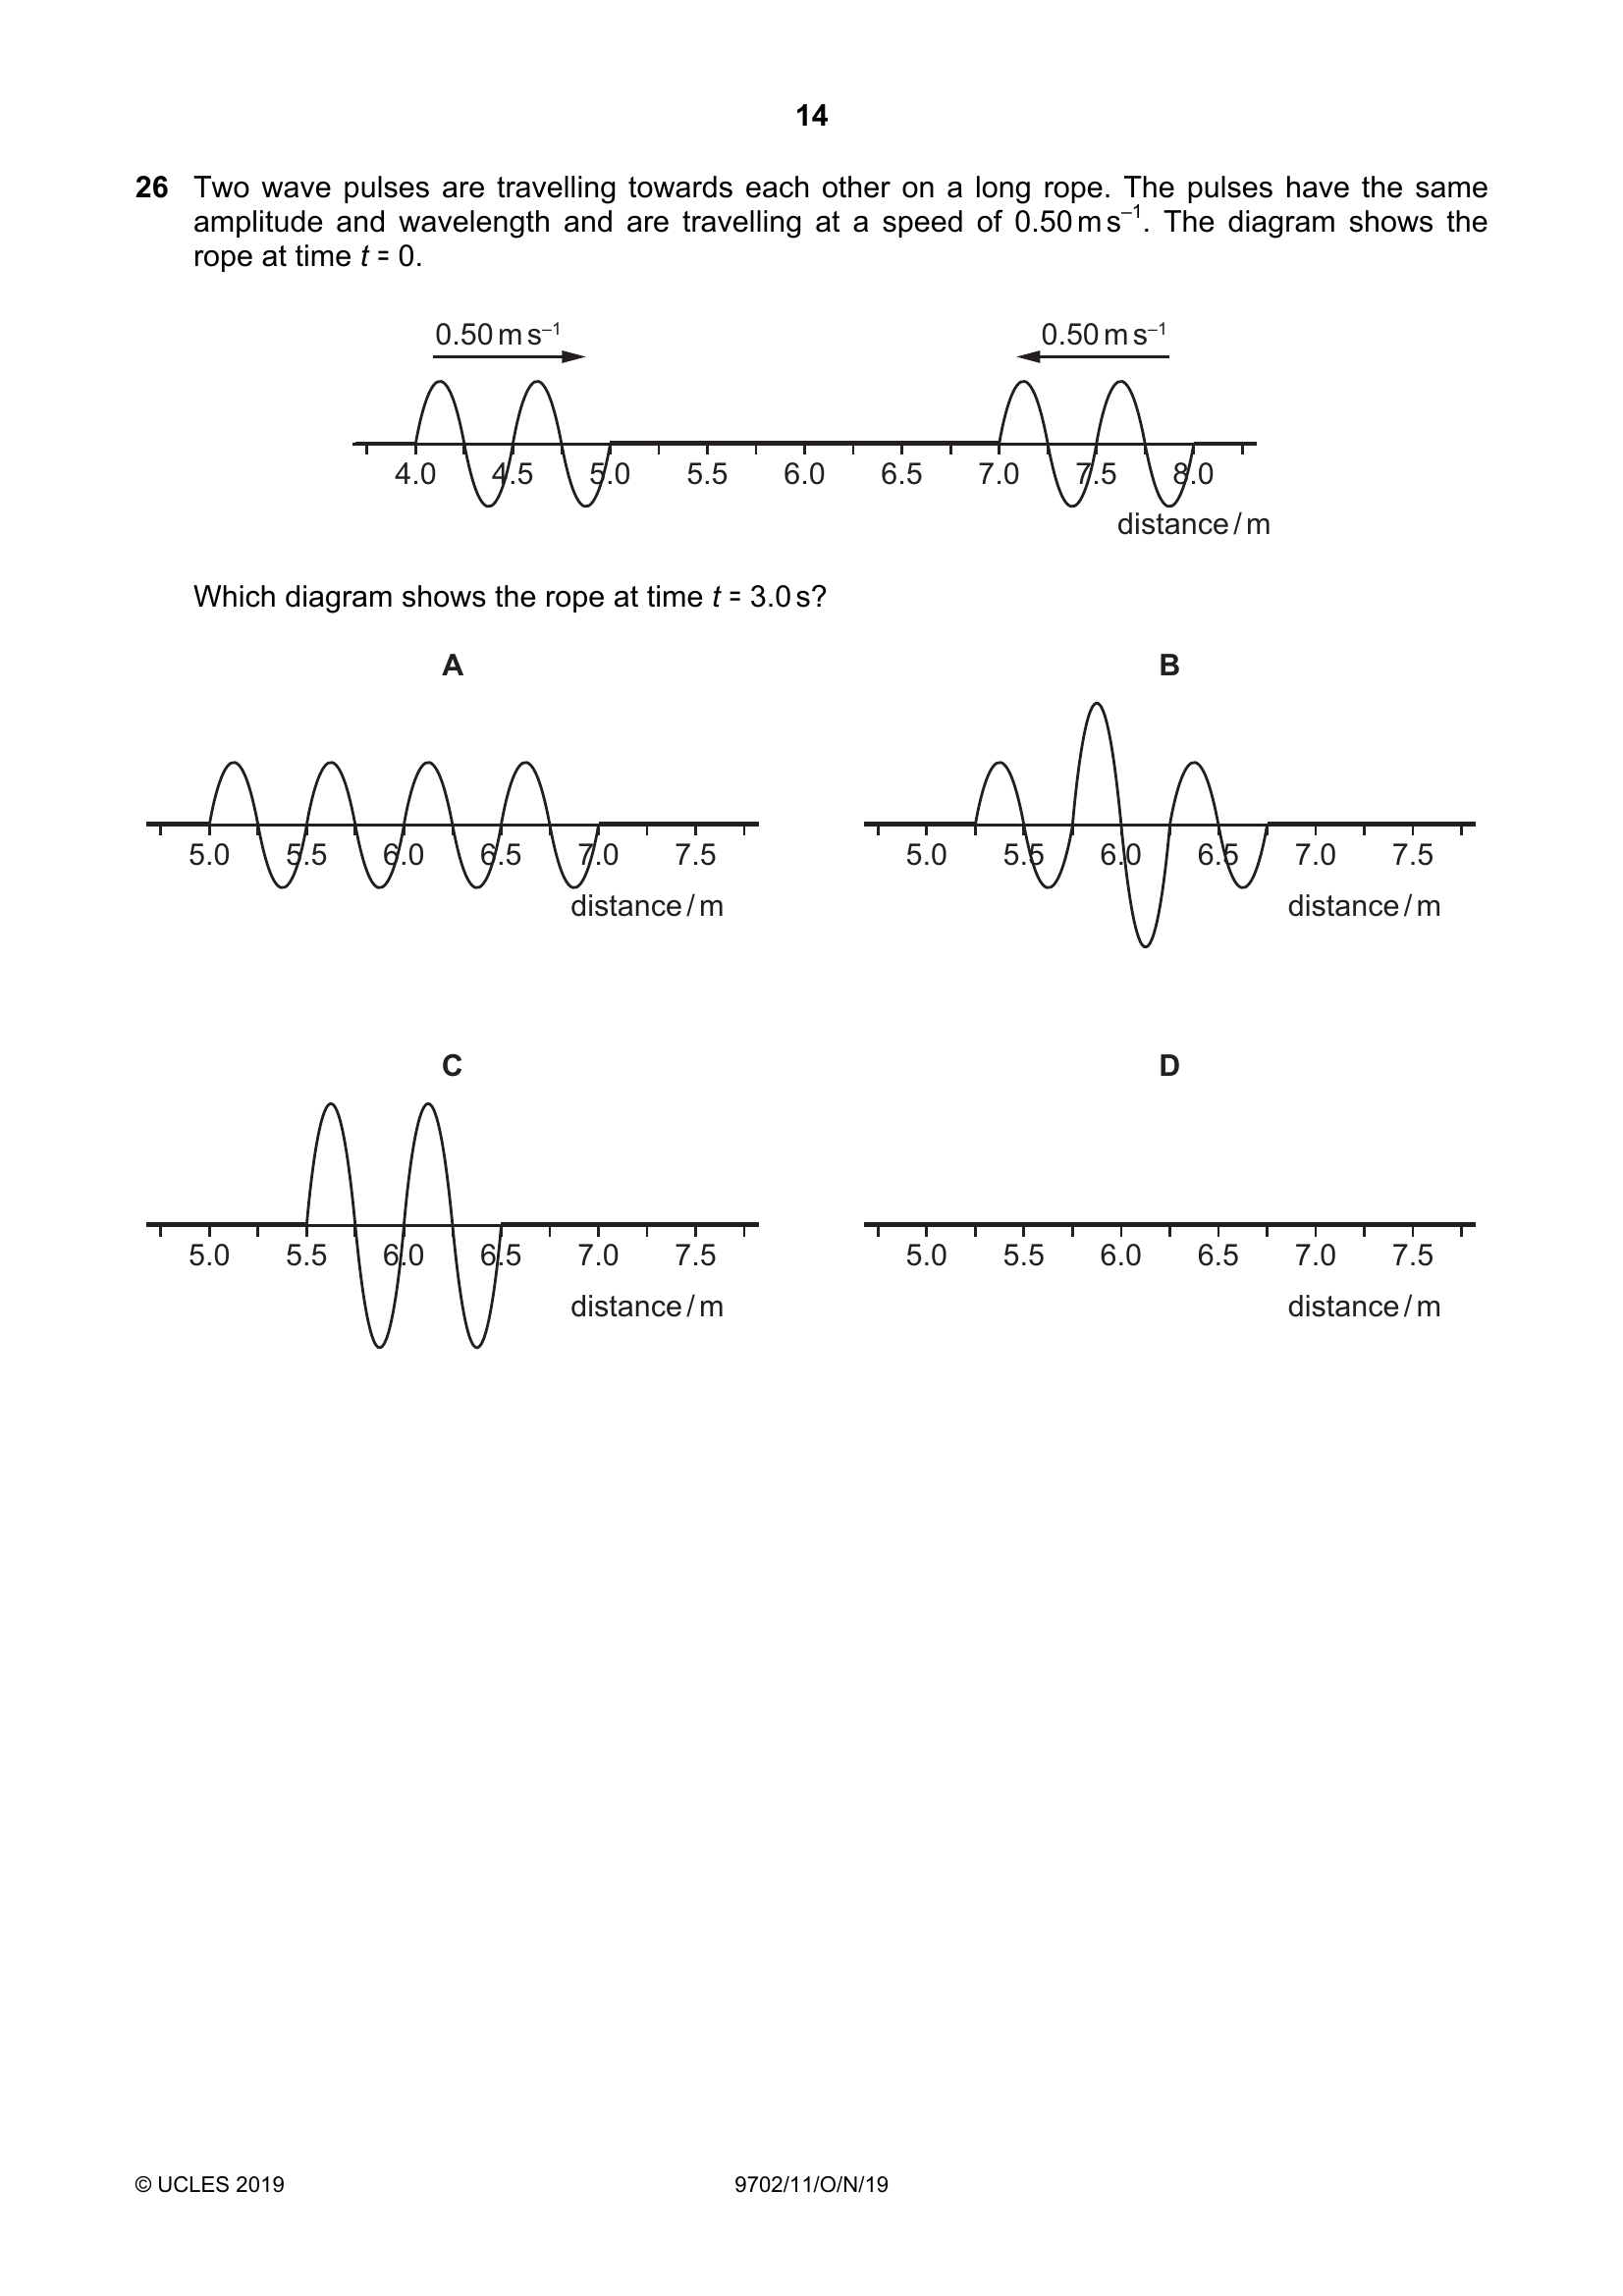 14
26 Two wave pulses are travelling towards each other on a long rope. The pulses have the same
amplitude and wavelength and are travelling at a speed of 0.50 m s⁻¹. The diagram shows the
rope at time t = 0.
0.50 m s⁻¹ 0.50 m s⁻¹
4.0 4.5 5.0 5.5 6.0 6.5 7.0 7.5 8.0
distance / m
Which diagram shows the rope at time t = 3.0 s?
A B
5.0 5.5 6.0 6.5 7.0 7.5 5.0 5.5 6.0 6.5 7.0 7.5
distance / m distance / m
C D
5.0 5.5 6.0 6.5 7.0 7.5 5.0 5.5 6.0 6.5 7.0 7.5
distance / m distance / m
© UCLES 2019 9702/11/O/N/19